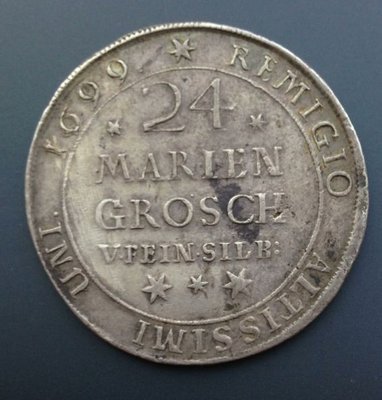 REMIGIO ALTISSIMI UNI 1699
24
MARIEN
GROSCH
V·FEIN·SILB: